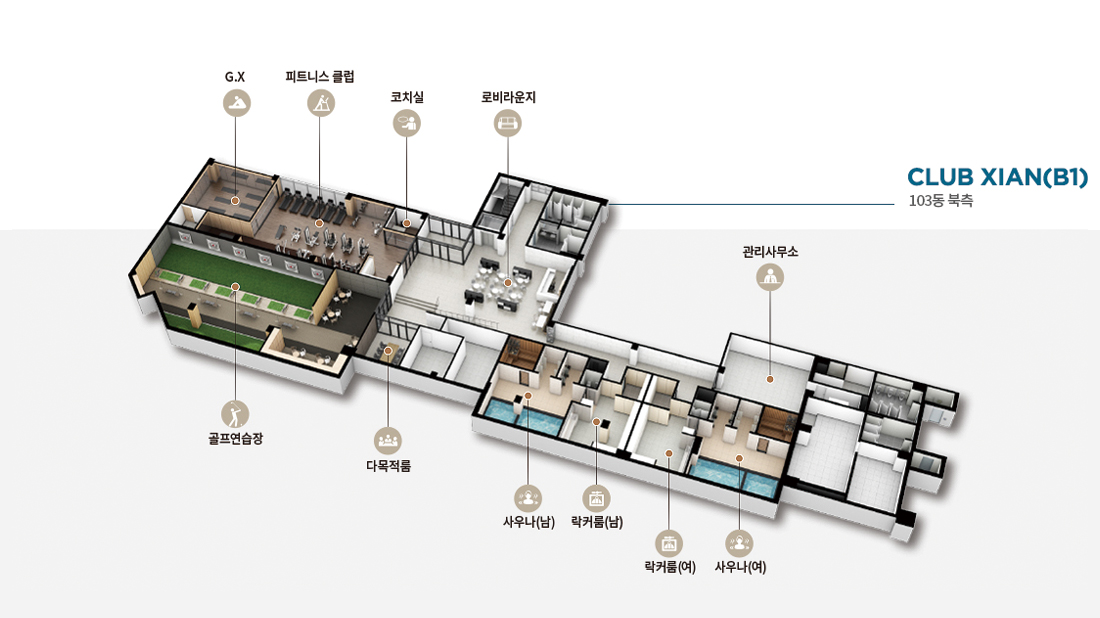 G.X
피트니스 클럽
코치실
로비라운지
CLUB XIAN(B1)
103동 북측
관리사무소
골프연습장
다목적룸
사우나(남)
락커룸(남)
락커룸(여)
사우나(여)